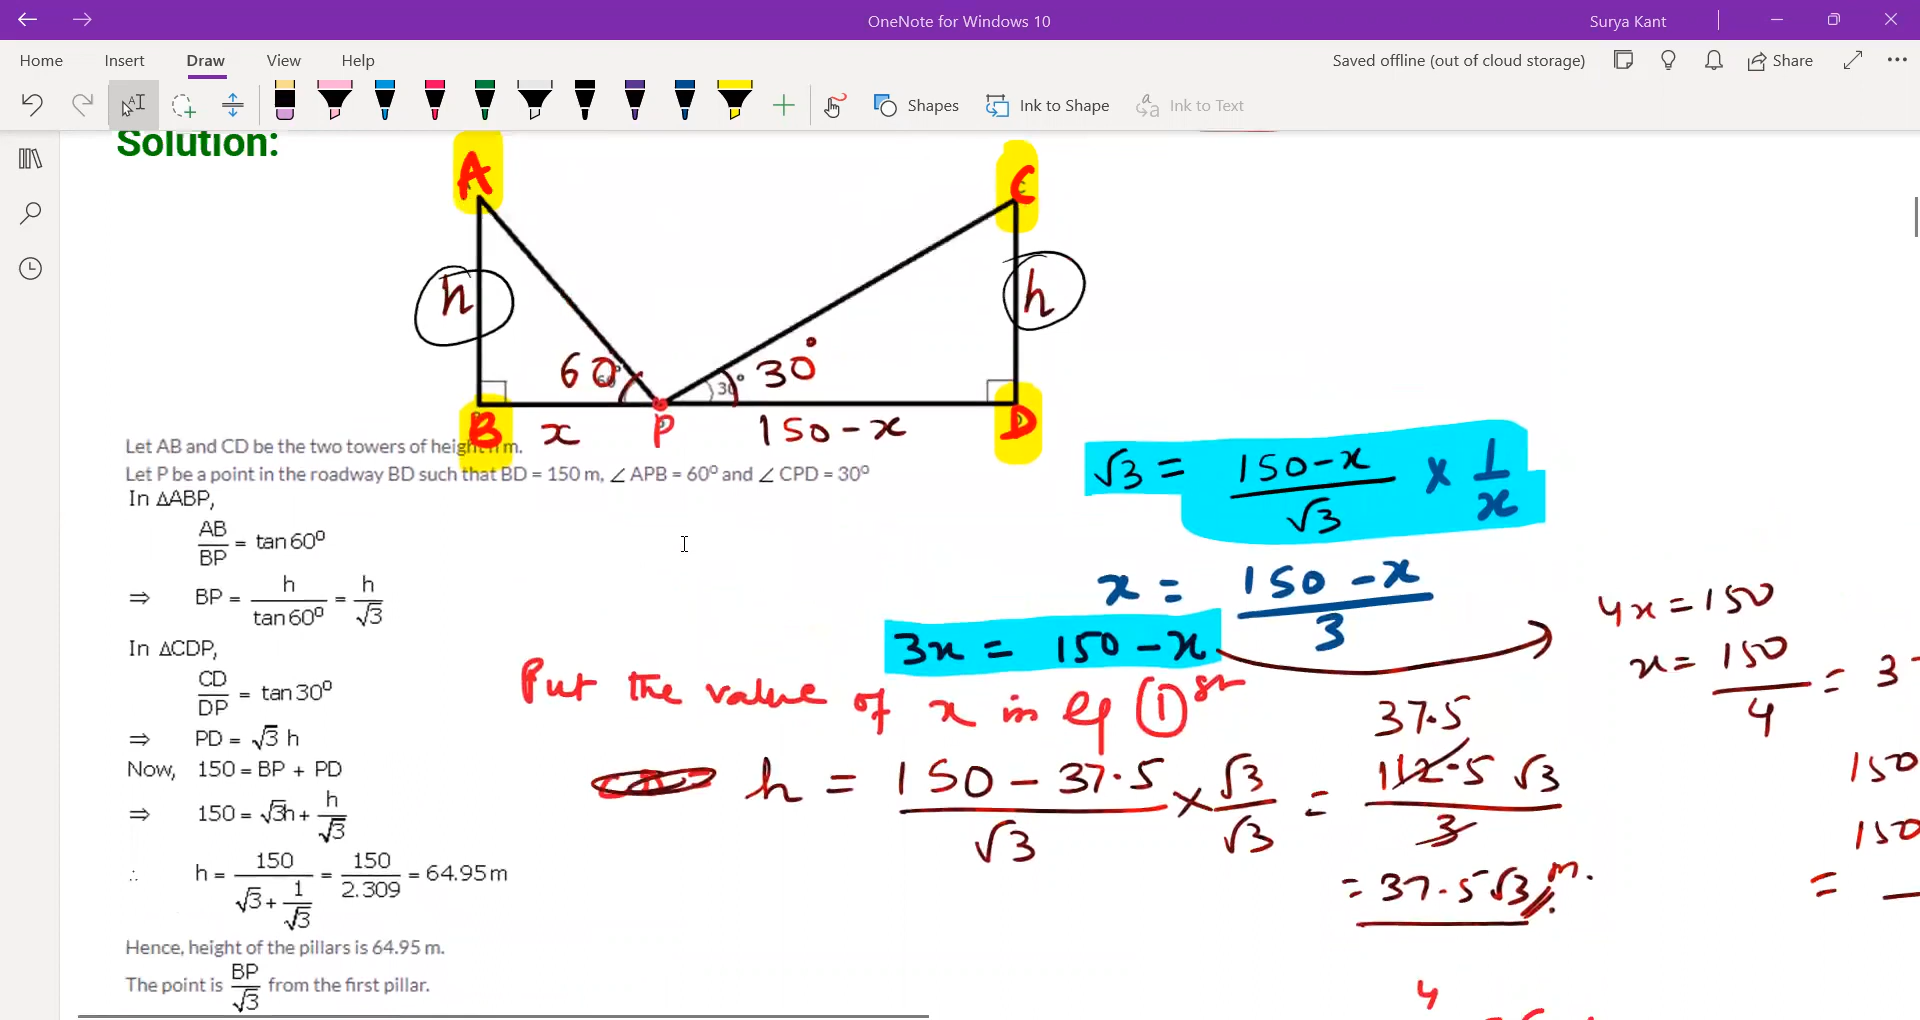 OneNote for Windows 10
Surya Kant
Home Insert Draw View Help
Saved offline (out of cloud storage) Share
Shapes Ink to Shape Ink to Text
Solution:
A C
h h
60° 30°
B x P 150-x D
Let AB and CD be the two towers of height h m.
Let P be a point in the roadway BD such that BD = 150 m, ∠ APB = 60° and ∠ CPD = 30°
In ΔABP,
AB/BP = tan60°
⇒ BP = h/tan60° = h/√3
In ΔCDP,
CD/DP = tan30°
⇒ PD = √3 h
Now, 150 = BP + PD
⇒ 150 = √3h + h/√3
∴ h = 150/(√3 + 1/√3) = 150/2.309 = 64.95m
Hence, height of the pillars is 64.95 m.
The point is BP/√3 from the first pillar.
√3 = (150-x)/√3 × 1/x
x = (150-x)/3
3x = 150-x
4x = 150
x = 150/4 = 3
Put the value of x in eq ①
37.5
h = (150-37.5)/√3 × √3/√3 = 112.5 √3/3
= 37.5√3 m.
150
150
=
4